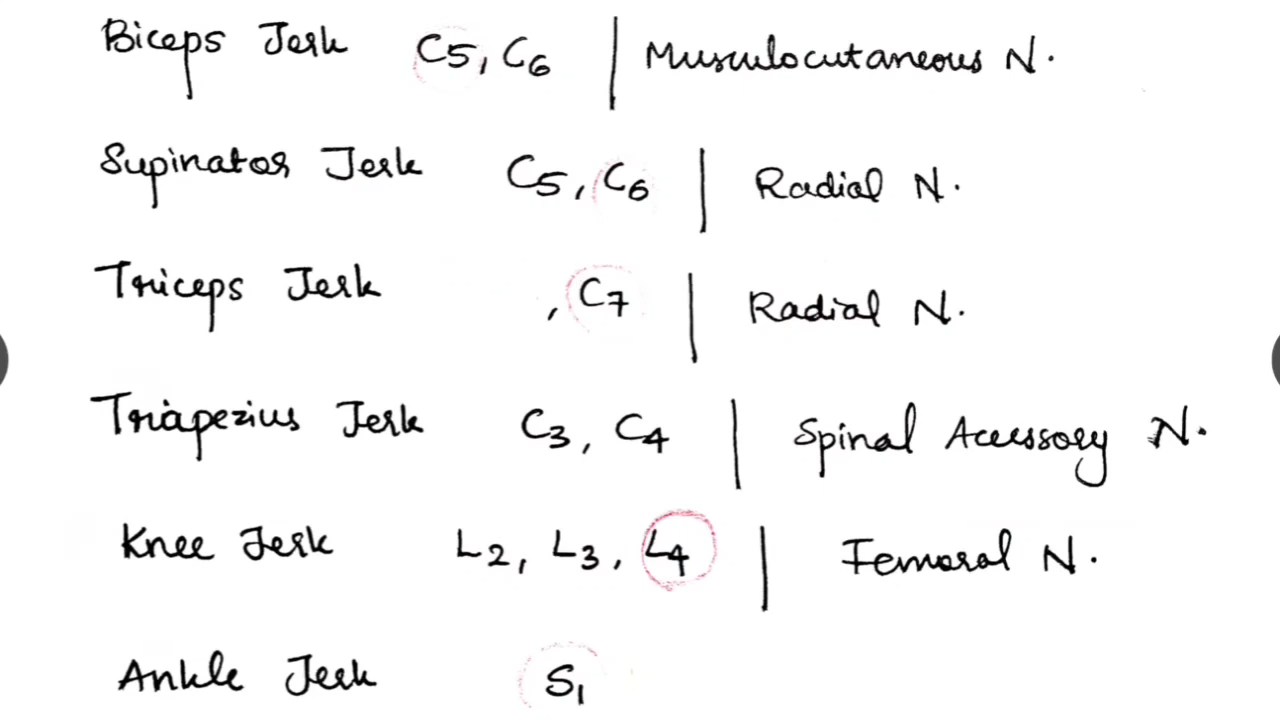 Biceps Jerk C5, C6 | Musculocutaneous N.
Supinator Jerk C5, C6 | Radial N.
Triceps Jerk , C7 | Radial N.
Trapezius Jerk C3, C4 | Spinal Accessory N.
Knee Jerk L2, L3, L4 | Femoral N.
Ankle Jerk S1